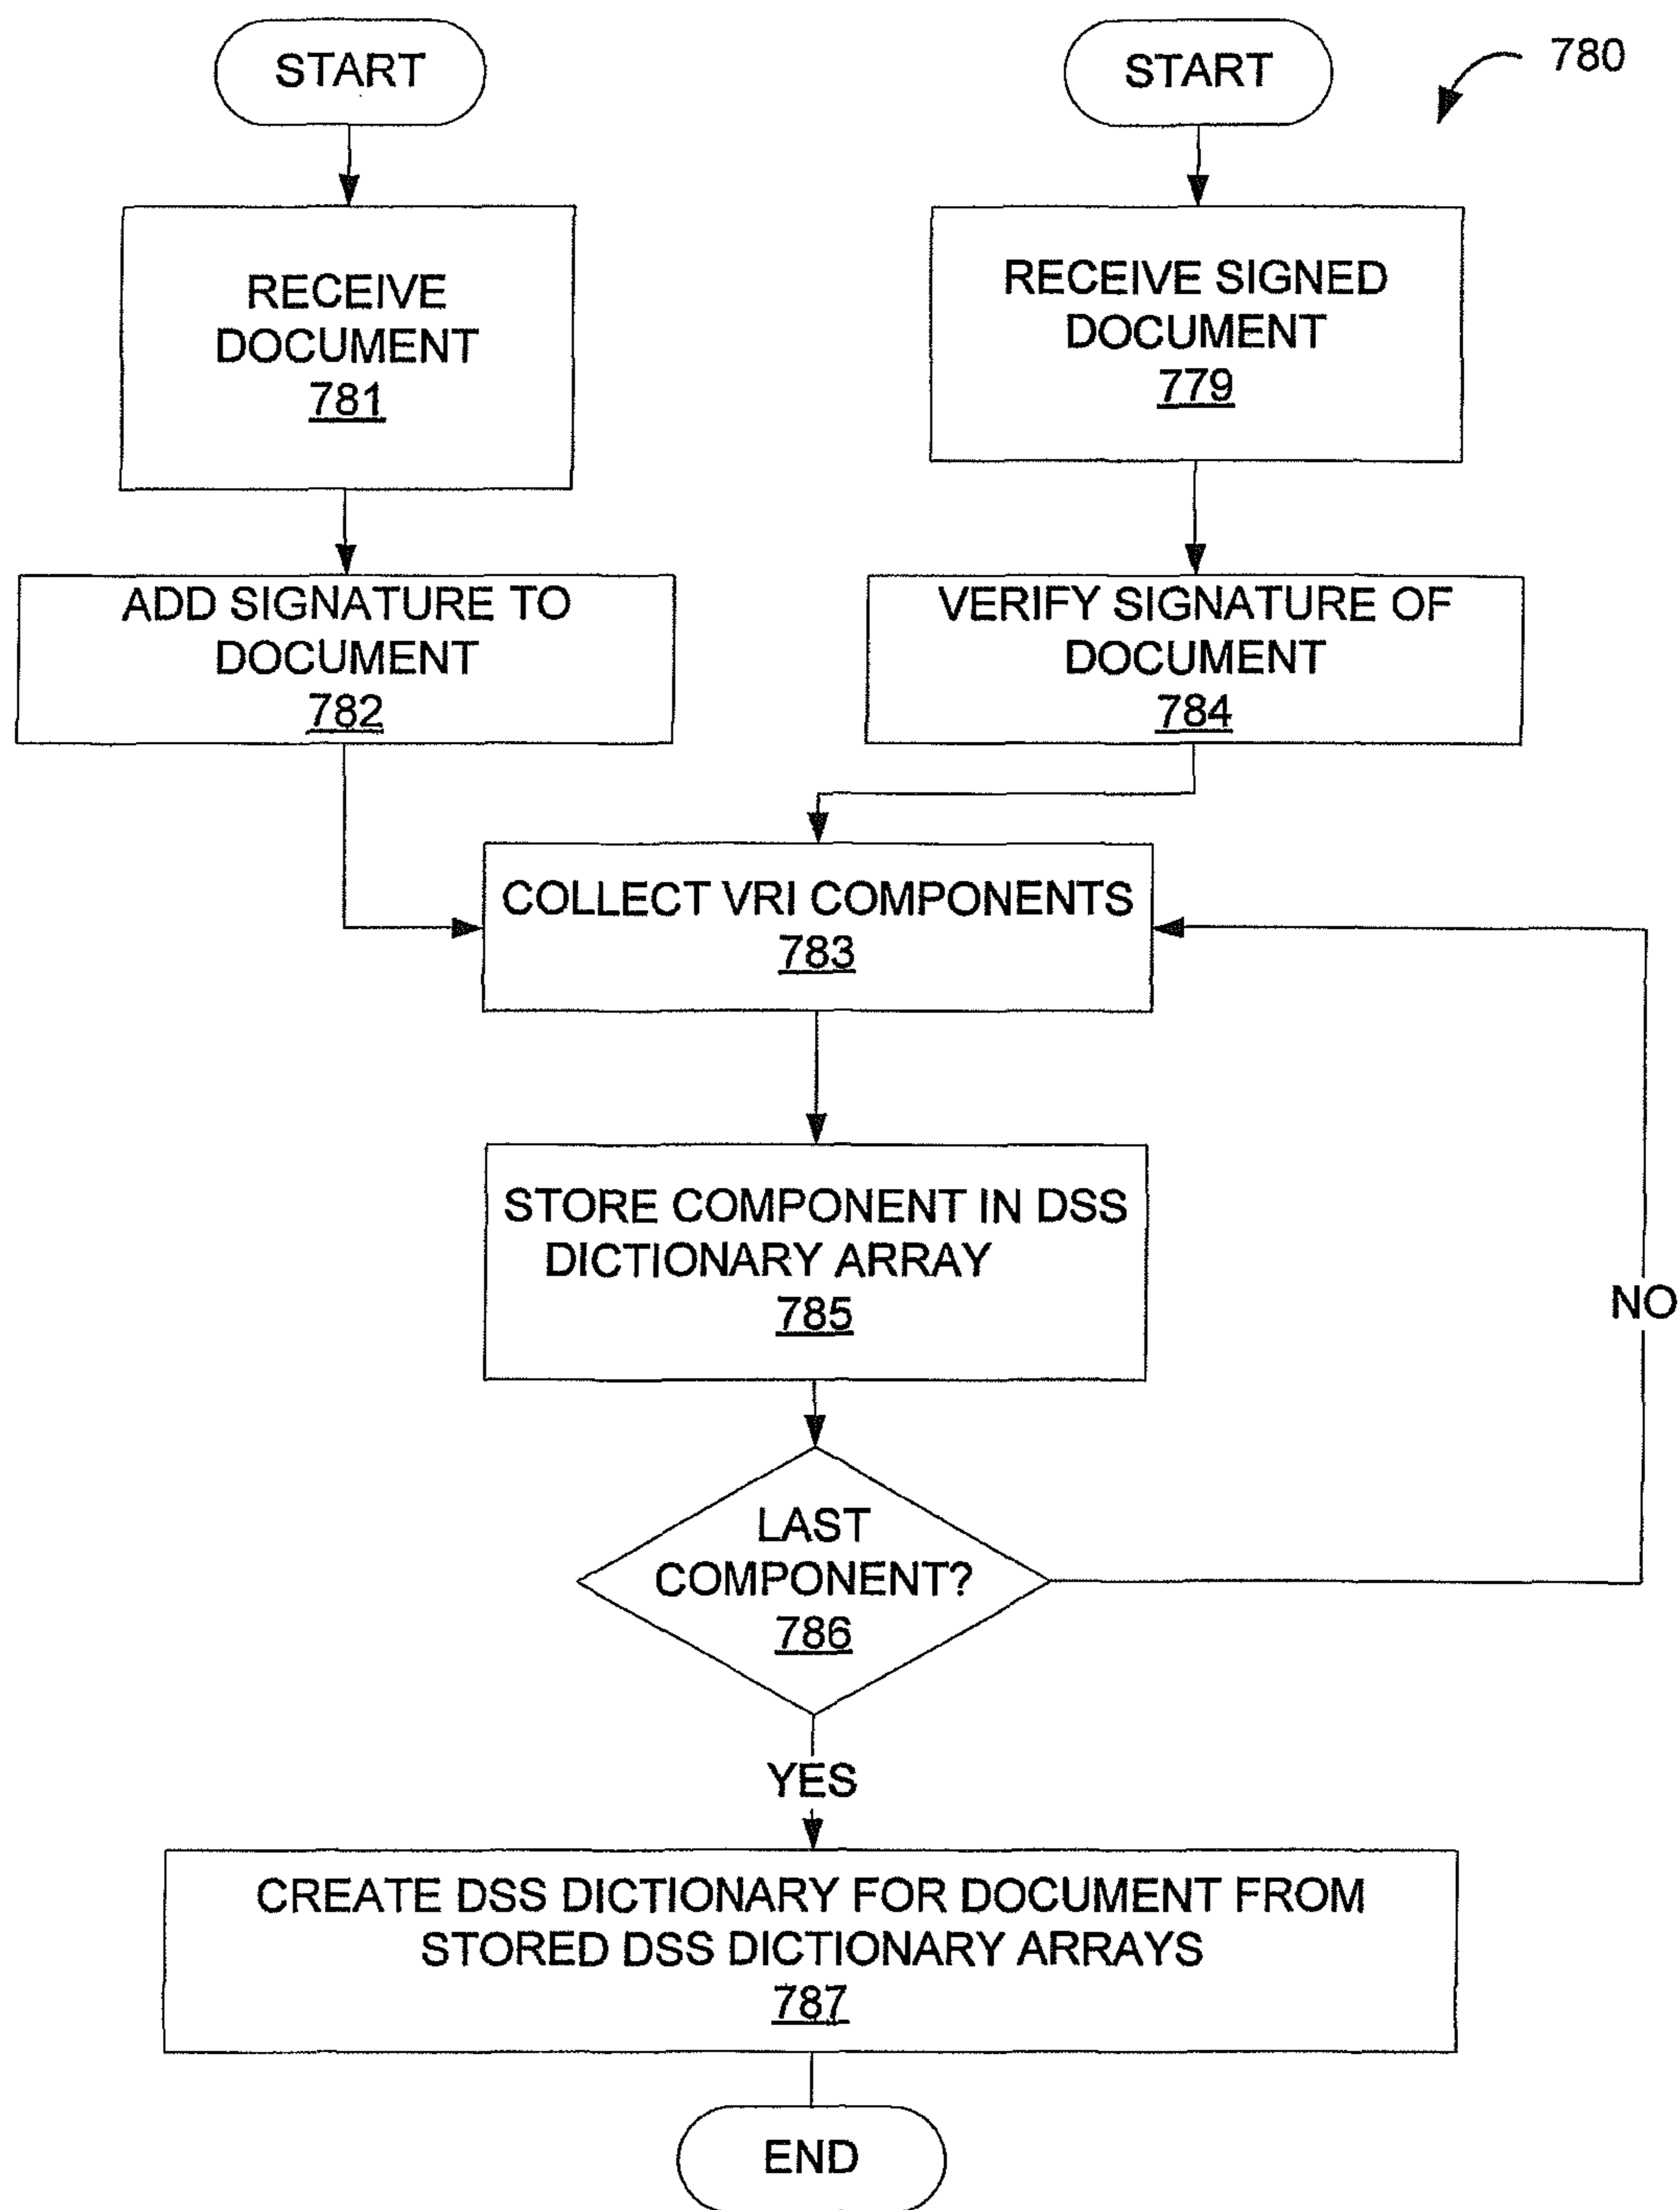 START
START
780
RECEIVE
DOCUMENT
781
RECEIVE SIGNED
DOCUMENT
779
ADD SIGNATURE TO
DOCUMENT
782
VERIFY SIGNATURE OF
DOCUMENT
784
COLLECT VRI COMPONENTS
783
STORE COMPONENT IN DSS
DICTIONARY ARRAY
785
NO
LAST
COMPONENT?
786
YES
CREATE DSS DICTIONARY FOR DOCUMENT FROM
STORED DSS DICTIONARY ARRAYS
787
END